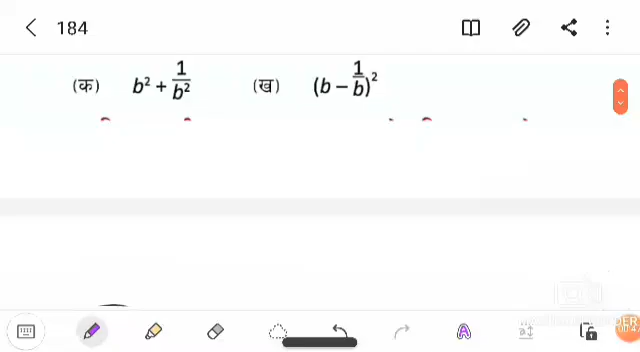 184
(क) b² + 1/b² (ख) (b – 1/b)²